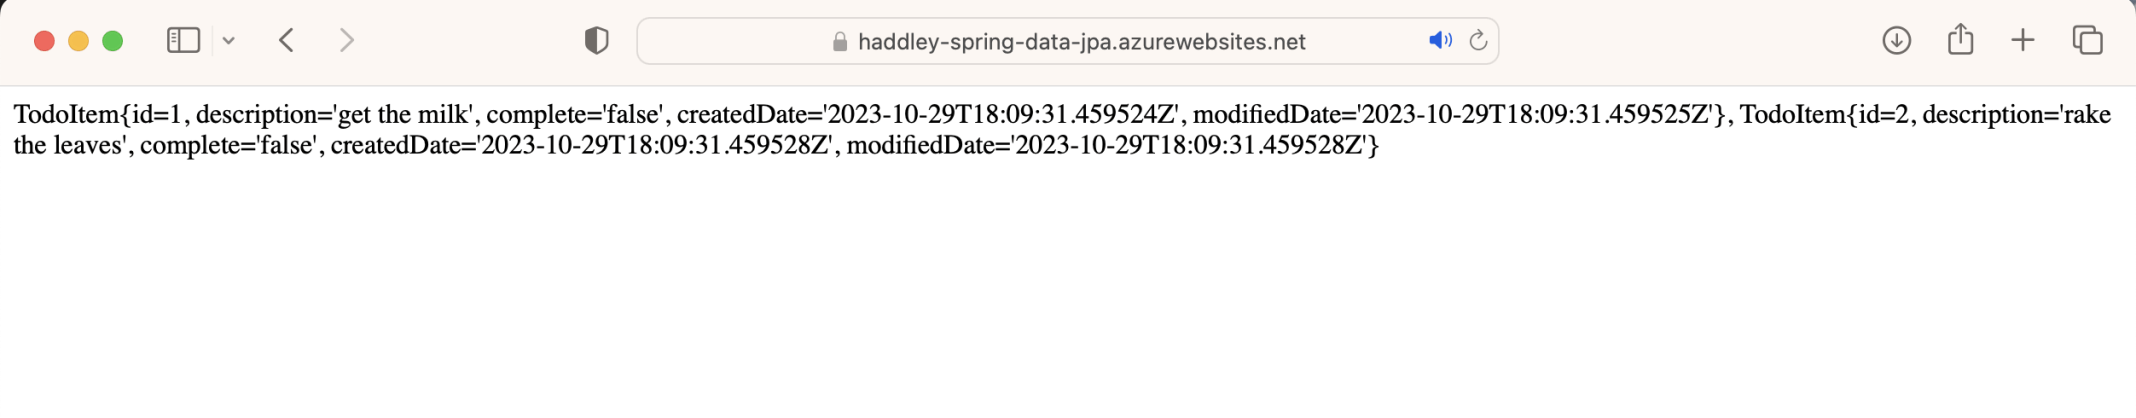 haddley-spring-data-jpa.azurewebsites.net
TodoItem{id=1, description='get the milk', complete='false', createdDate='2023-10-29T18:09:31.459524Z', modifiedDate='2023-10-29T18:09:31.459525Z'}, TodoItem{id=2, description='rake
the leaves', complete='false', createdDate='2023-10-29T18:09:31.459528Z', modifiedDate='2023-10-29T18:09:31.459528Z'}